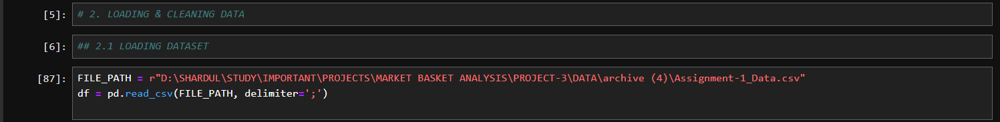 [5]: # 2. LOADING & CLEANING DATA
[6]: ## 2.1 LOADING DATASET
[87]: FILE_PATH = r"D:\SHARDUL\STUDY\IMPORTANT\PROJECTS\MARKET BASKET ANALYSIS\PROJECT-3\DATA\archive (4)\Assignment-1_Data.csv"
df = pd.read_csv(FILE_PATH, delimiter=';')